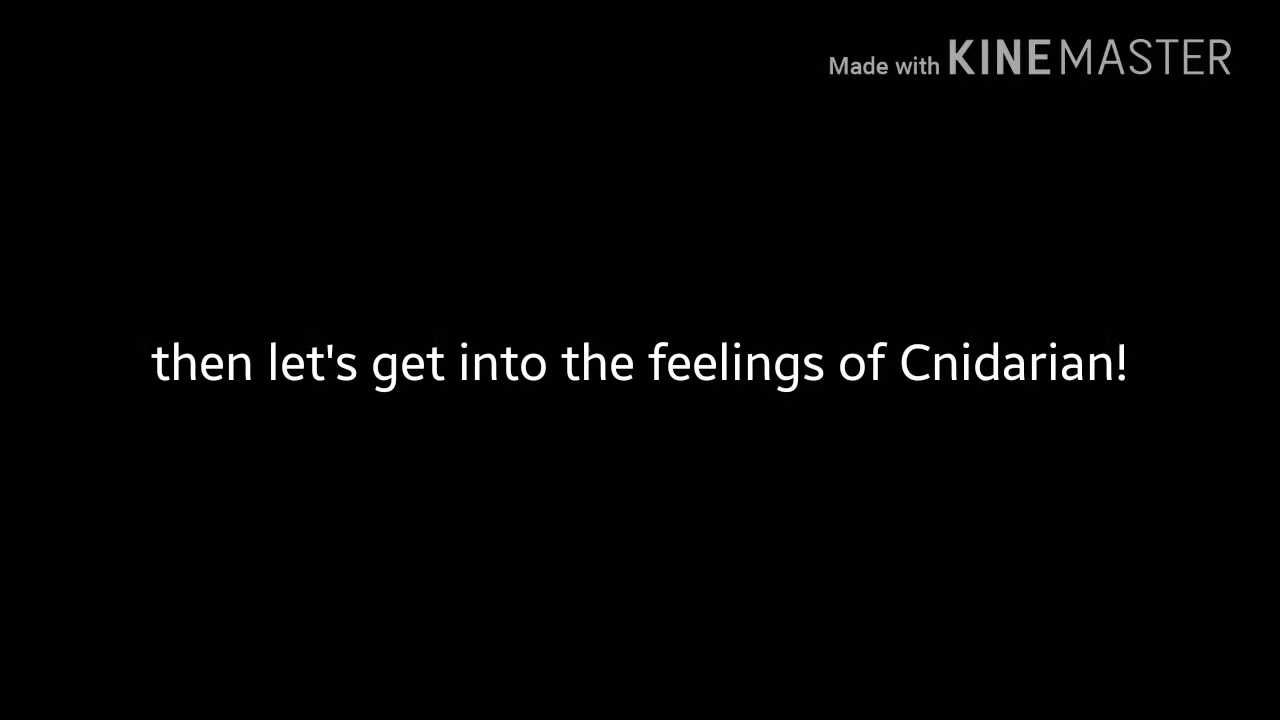 Made with KINEMASTER
then let's get into the feelings of Cnidarian!